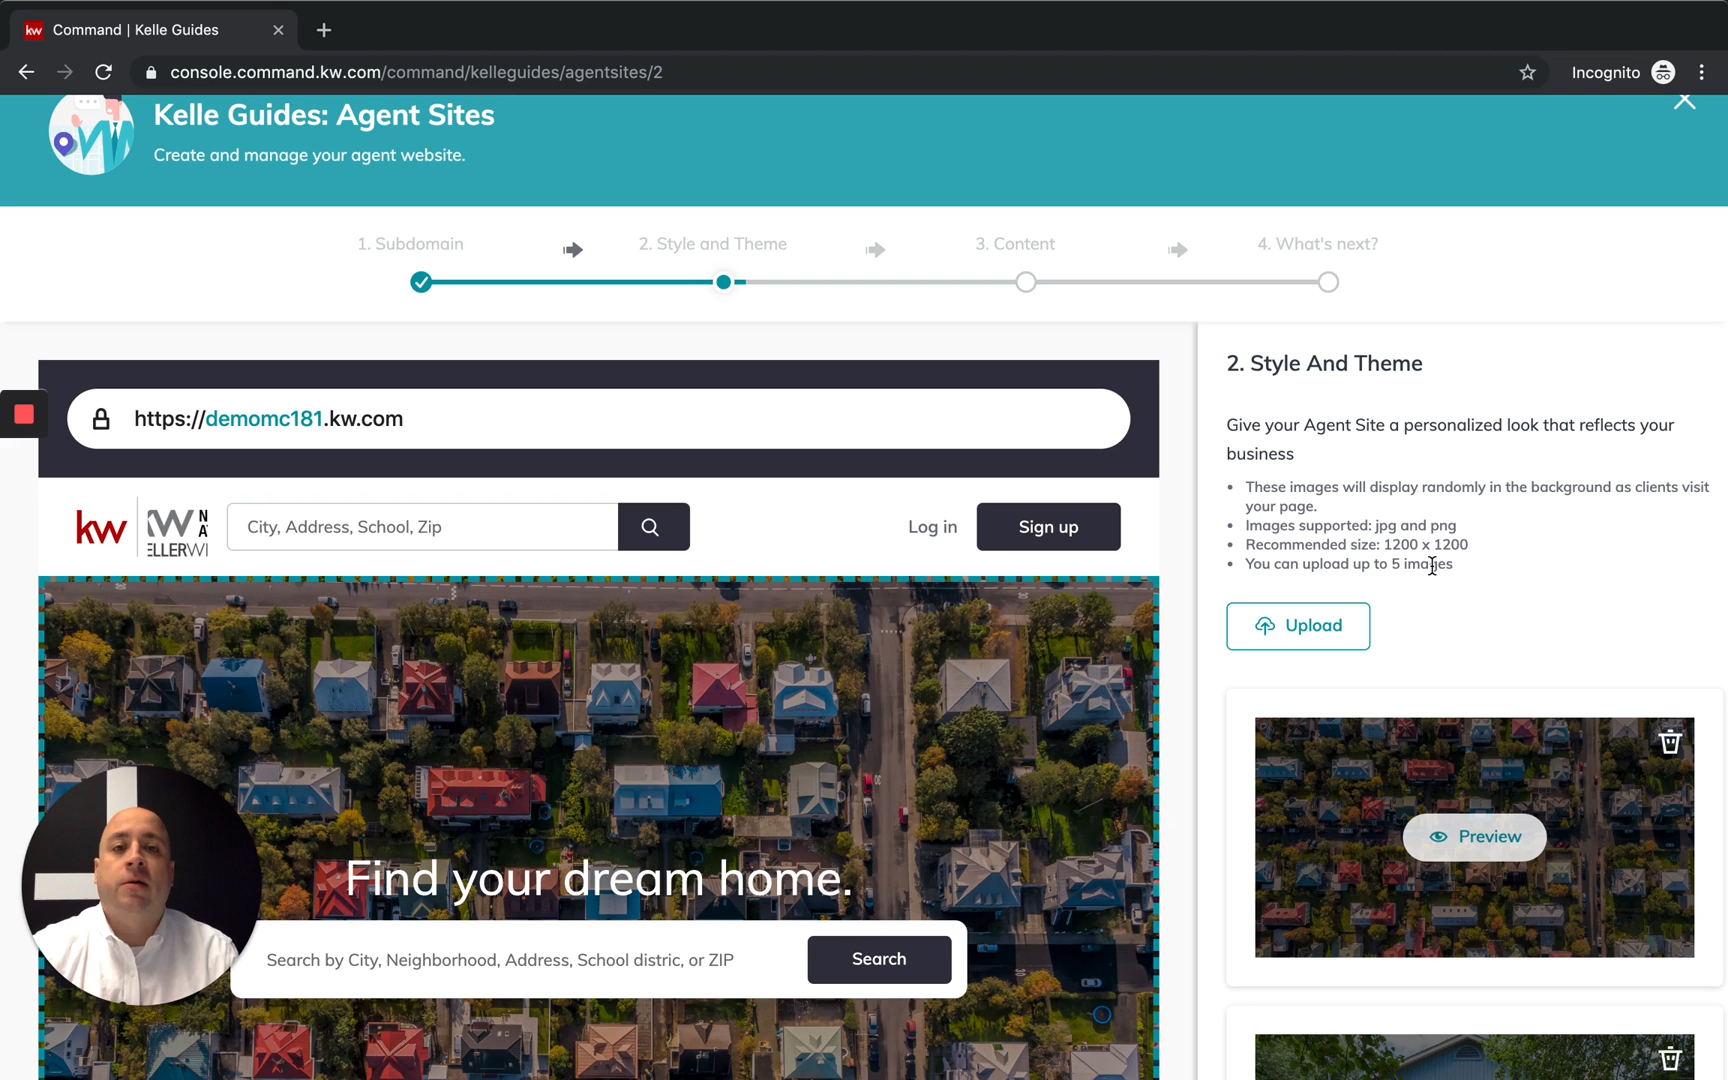 kw Command | Kelle Guides
console.command.kw.com/command/kelleguides/agentsites/2
Incognito
Kelle Guides: Agent Sites
Create and manage your agent website.
1. Subdomain
2. Style and Theme
3. Content
4. What's next?
https://demomc181.kw.com
kw
KW
N
A
ELLERWI
City, Address, School, Zip
Log in
Sign up
Find your dream home.
Search by City, Neighborhood, Address, School distric, or ZIP
Search
2. Style And Theme
Give your Agent Site a personalized look that reflects your
business
• These images will display randomly in the background as clients visit
your page.
• Images supported: jpg and png
• Recommended size: 1200 x 1200
• You can upload up to 5 images
Upload
Preview